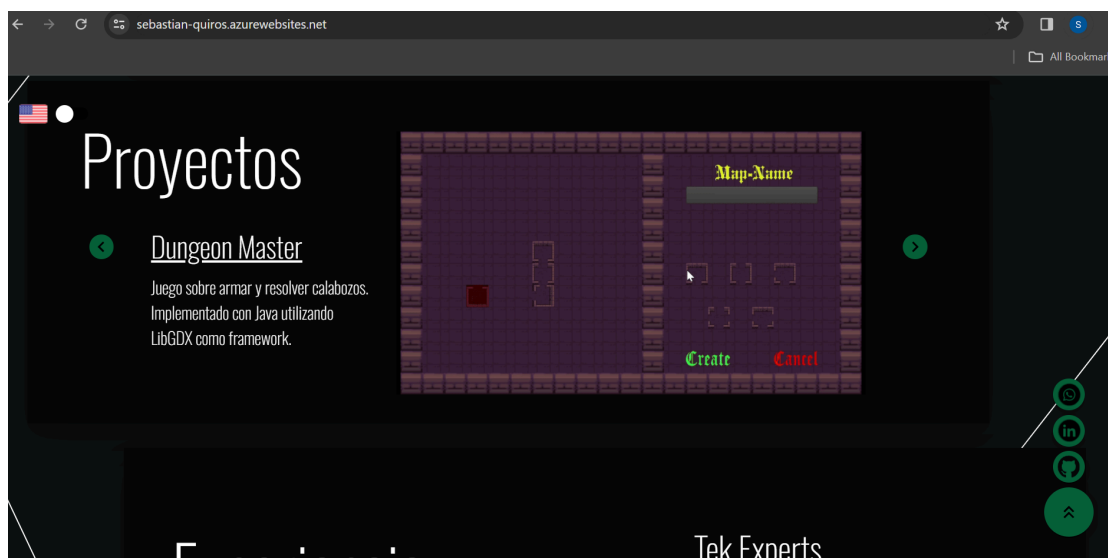 sebastian-quiros.azurewebsites.net
S
All Bookmar
Proyectos
Map-Name
Dungeon Master
Juego sobre armar y resolver calabozos.
Implementado con Java utilizando
LibGDX como framework.
Create
Cancel
in
Tek Experts